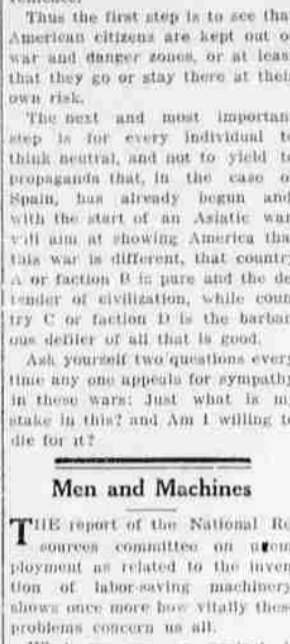 Thus the first step is to see tha
American citizens are kept out o
war and danger zones, or at leas
that they go or stay there at thei
own risk.
The next and most importan
step is for every individual to
think neutral, and not to yield to
propaganda that, in the case o
Spain, has already begun and
with the start of an Asiatic war
will aim at showing America tha
this war is different, that country
A or faction B is pure and the de
fender of civilization, while coun
try C or faction D is the barbar
ous defiler of all that is good.
Ask yourself two questions every
time any one appeals for sympathy
in these wars: Just what is my
stake in this? and Am I willing to
die for it?
Men and Machines
THE report of the National Re
sources committee on unem
ployment as related to the inven
tion of labor-saving machinery
shows once more how vitally these
problems concern us all.